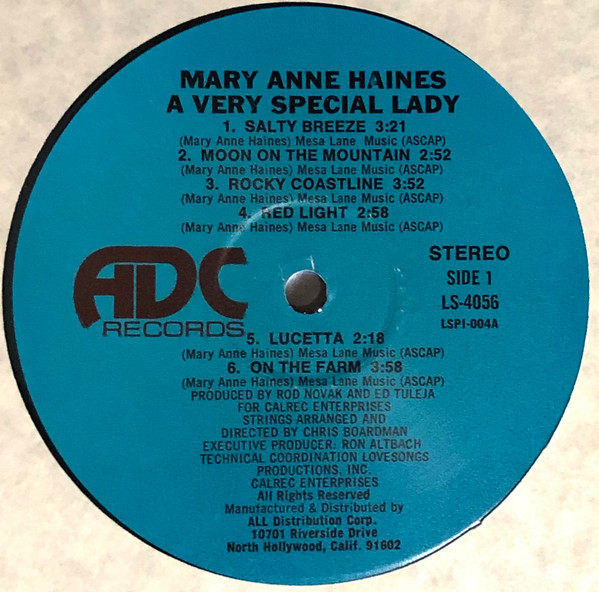 MARY ANNE HAINES
A VERY SPECIAL LADY
1. SALTY BREEZE 3:21
(Mary Anne Haines) Mesa Lane Music (ASCAP)
2. MOON ON THE MOUNTAIN 2:52
(Mary Anne Haines) Mesa Lane Music (ASCAP)
3. ROCKY COASTLINE 3:52
(Mary Anne Haines) Mesa Lane Music (ASCAP)
4. RED LIGHT 2:58
(Mary Anne Haines) Mesa Lane Music (ASCAP)
ADC
RECORDS
STEREO
SIDE 1
LS-4056
LSPI-004A
5. LUCETTA 2:18
(Mary Anne Haines) Mesa Lane Music (ASCAP)
6. ON THE FARM 3:58
(Mary Anne Haines) Mesa Lane Music (ASCAP)
PRODUCED BY ROD NOVAK AND ED TULEJA
FOR CALREC ENTERPRISES
STRINGS ARRANGED AND
DIRECTED BY CHRIS BOARDMAN
EXECUTIVE PRODUCER: RON ALTBACH
TECHNICAL COORDINATION LOVESONGS
PRODUCTIONS, INC.
CALREC ENTERPRISES
All Rights Reserved
Manufactured & Distributed by
ALL Distribution Corp.
10701 Riverside Drive
North Hollywood, Calif. 91602